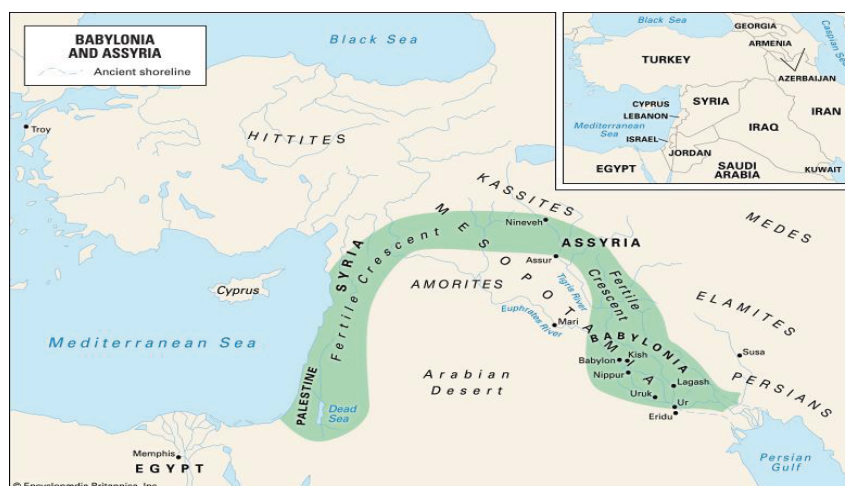 BABYLONIA
AND ASSYRIA
Ancient shoreline
Black Sea
Troy
HITTITES
KASSITES
MEDES
MESOPOTAMIA
Nineveh
ASSYRIA
Assur
SYRIA
Fertile Crescent
AMORITES
Tigris River
Fertile
Crescent
ELAMITES
Cyprus
Euphrates River
Mari
BABYLONIA
Mediterranean Sea
Babylon
Kish
Susa
Nippur
Lagash
PERSIANS
Arabian
Desert
Uruk
Ur
Eridu
PALESTINE
Dead
Sea
Memphis
EGYPT
Persian
Gulf
© Encyclopædia Britannica, Inc.
Black Sea
GEORGIA
Caspian Sea
ARMENIA
TURKEY
AZERBAIJAN
CYPRUS
SYRIA
LEBANON
IRAN
Mediterranean
Sea
IRAQ
ISRAEL
JORDAN
EGYPT
SAUDI
ARABIA
KUWAIT